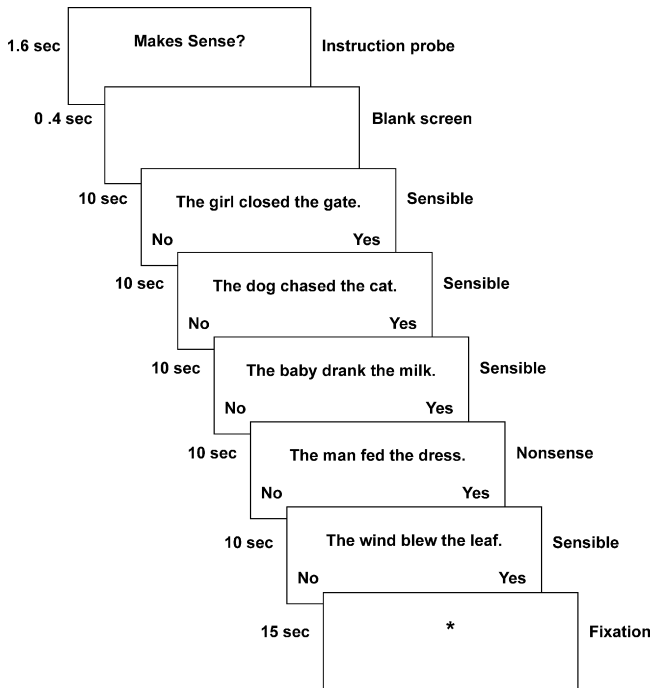 Makes Sense?
1.6 sec
Instruction probe
0 .4 sec
Blank screen
10 sec
The girl closed the gate.
Sensible
No
Yes
10 sec
The dog chased the cat.
Sensible
No
Yes
10 sec
The baby drank the milk.
Sensible
No
Yes
10 sec
The man fed the dress.
Nonsense
No
Yes
10 sec
The wind blew the leaf.
Sensible
No
Yes
15 sec
*
Fixation